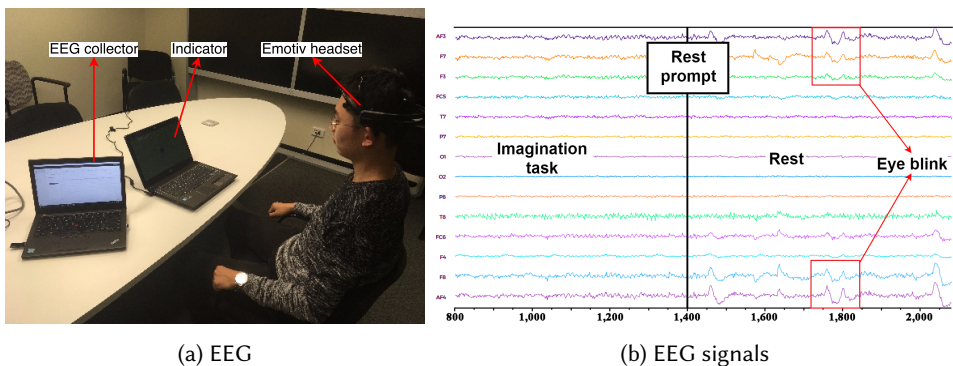 EEG collector
Indicator
Emotiv headset
AF3
F7
F3
FC5
T7
P7
O1
O2
P8
T8
FC6
F4
F8
AF4
Rest
prompt
Imagination
task
Rest
Eye blink
800
1,000
1,200
1,400
1,600
1,800
2,000
(a) EEG
(b) EEG signals